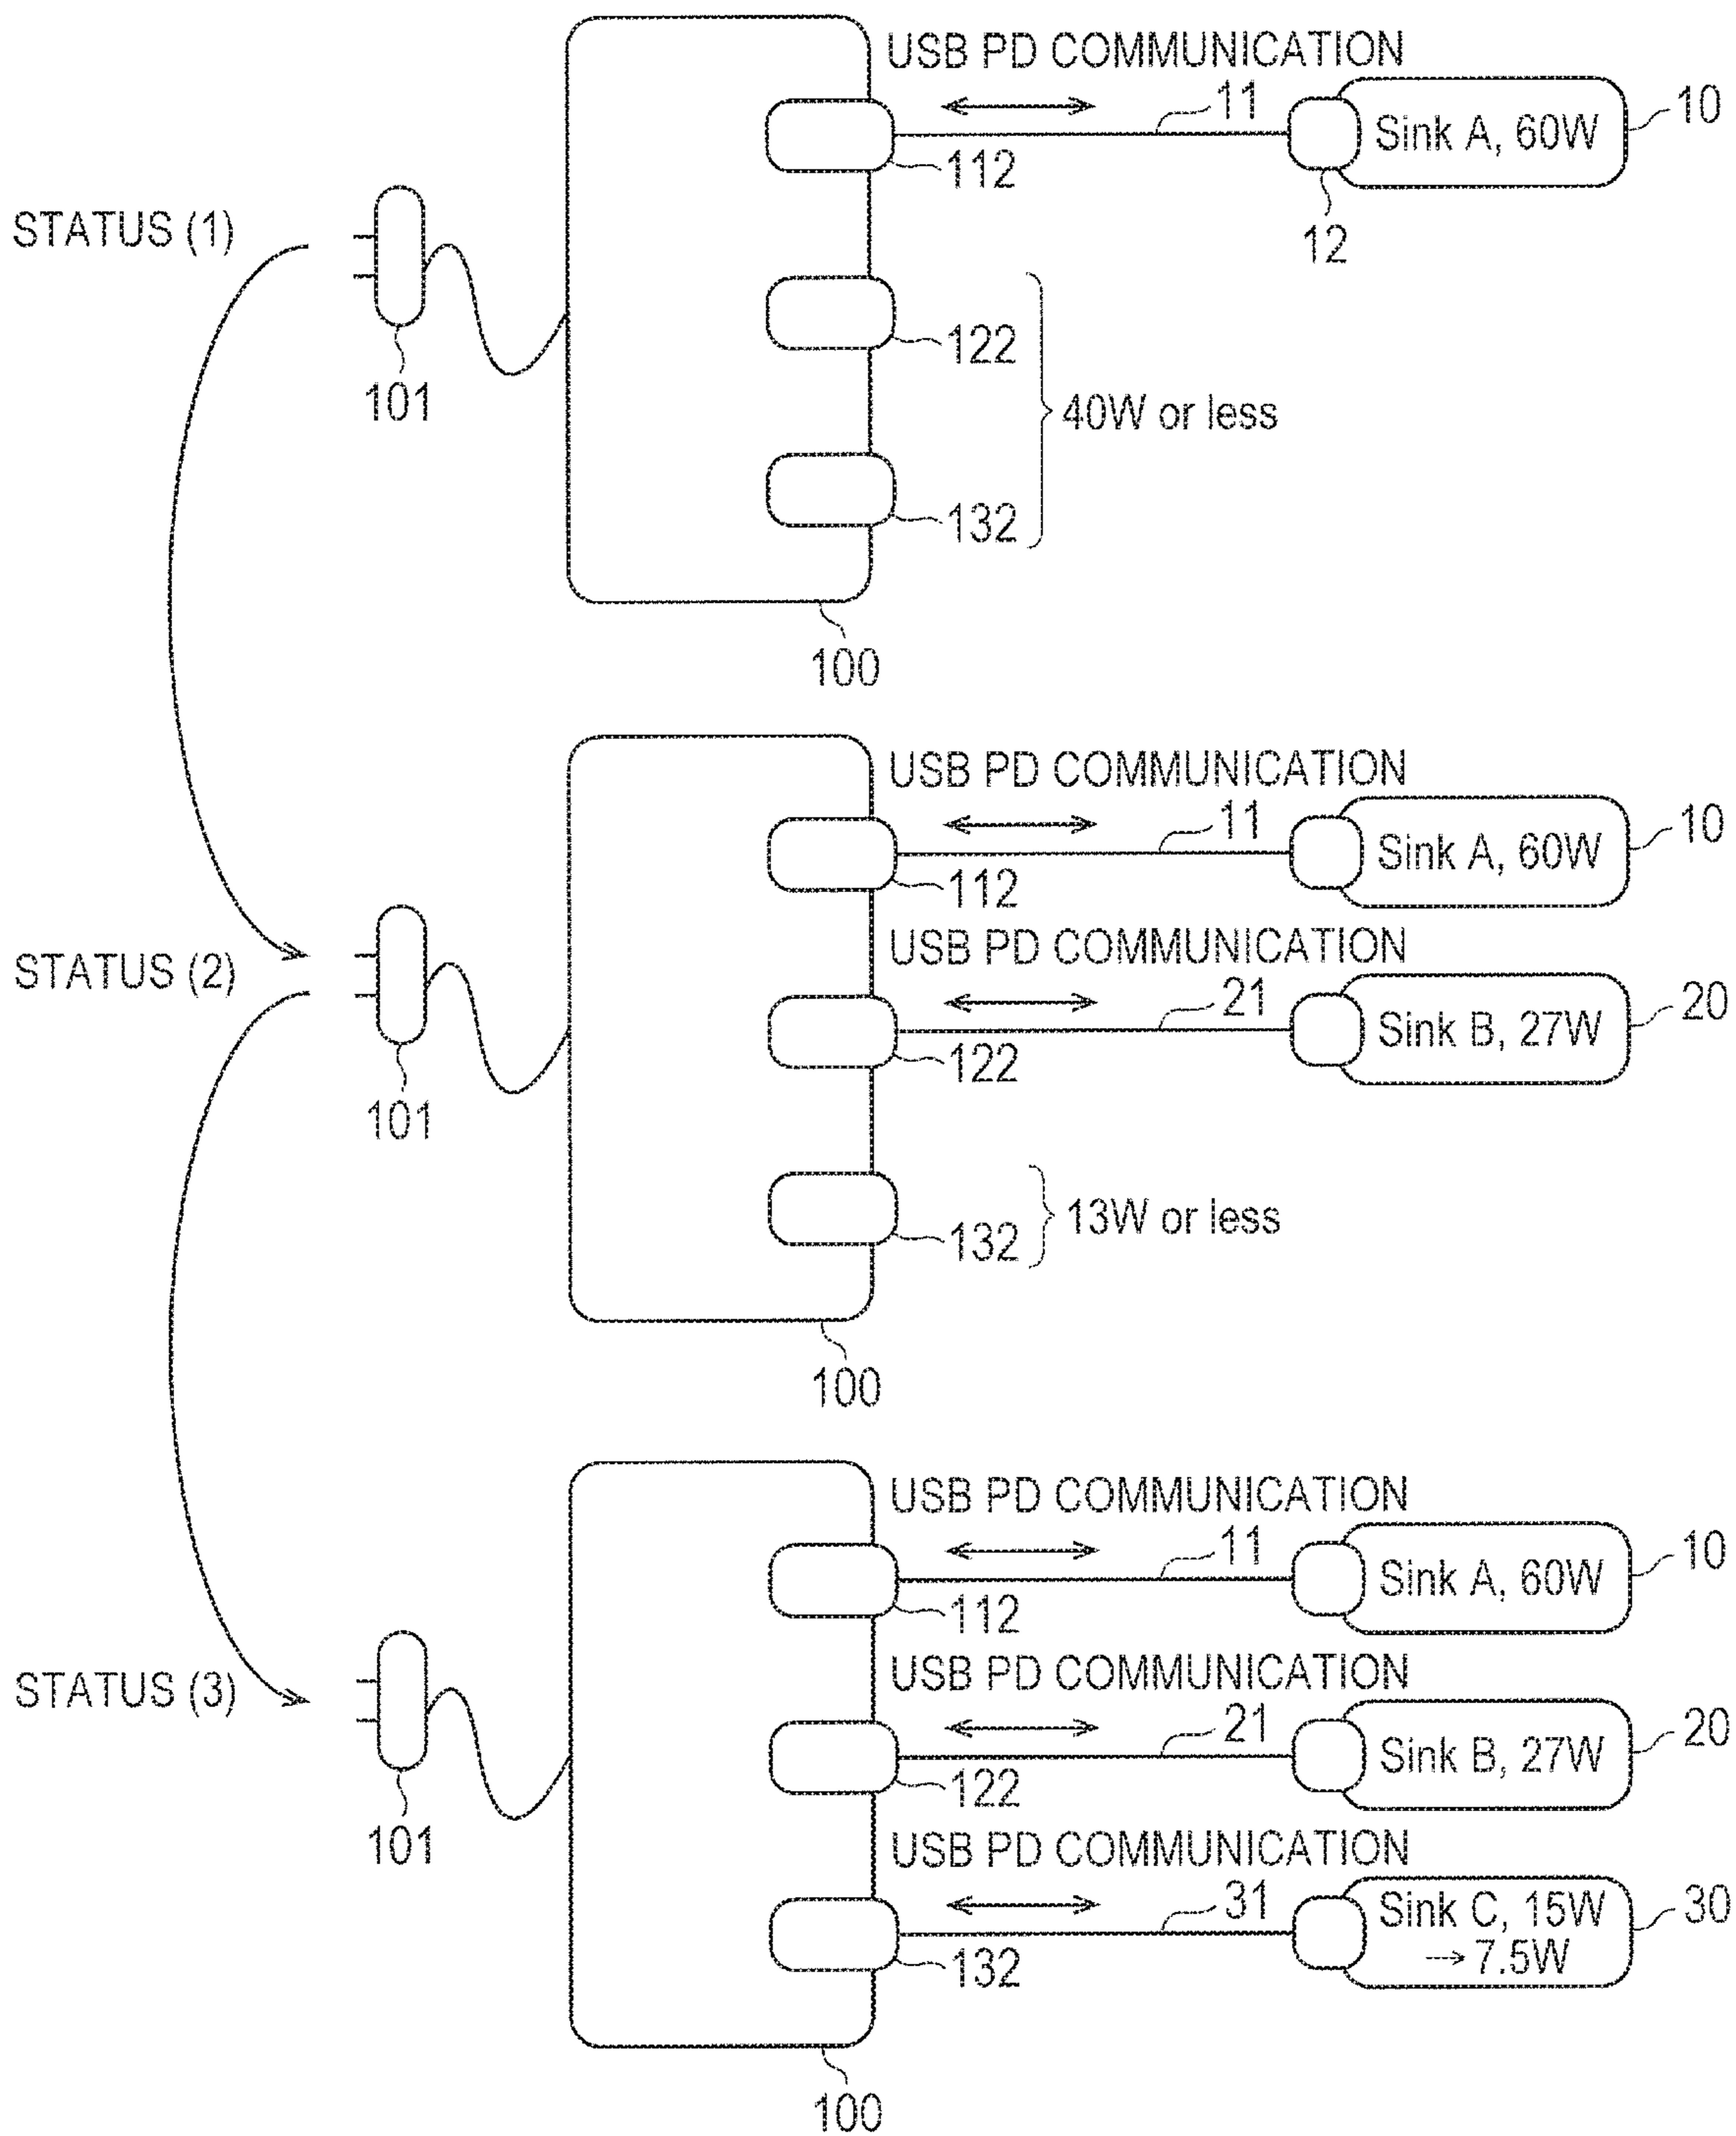 USB PD COMMUNICATION
11
Sink A, 60W
10
112
12
STATUS (1)
101
122
40W or less
132
100
USB PD COMMUNICATION
11
Sink A, 60W
10
112
USB PD COMMUNICATION
STATUS (2)
21
Sink B, 27W
20
122
101
132
13W or less
100
USB PD COMMUNICATION
11
Sink A, 60W
10
112
USB PD COMMUNICATION
STATUS (3)
21
Sink B, 27W
20
122
101
USB PD COMMUNICATION
31
Sink C, 15W
30
→ 7.5W
132
100